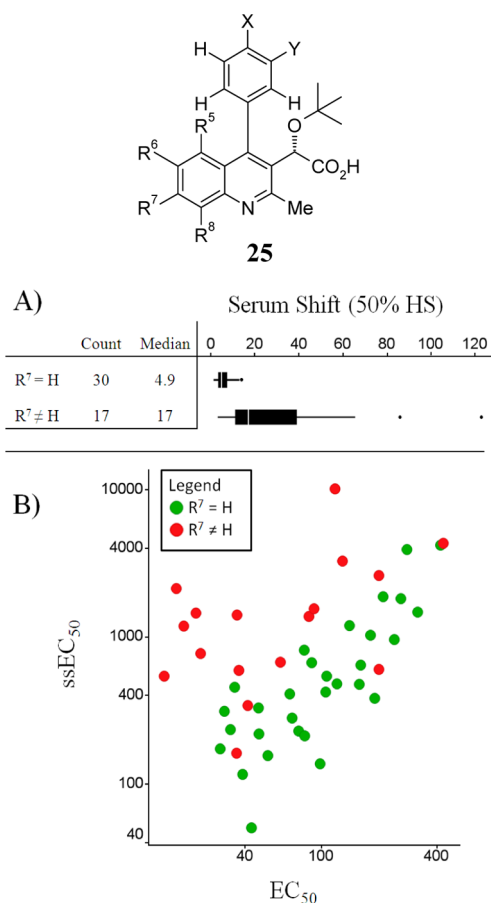 X
H
Y
H
H
R⁵
O
R⁶
CO₂H
R⁷
N
Me
R⁸
25
A)
Serum Shift (50% HS)
Count Median 0 20 40 60 80 100 120
R⁷ = H 30 4.9
R⁷ ≠ H 17 17
B)
10000
4000
1000
400
100
40
ssEC₅₀
Legend
R⁷ = H
R⁷ ≠ H
40 100 400
EC₅₀